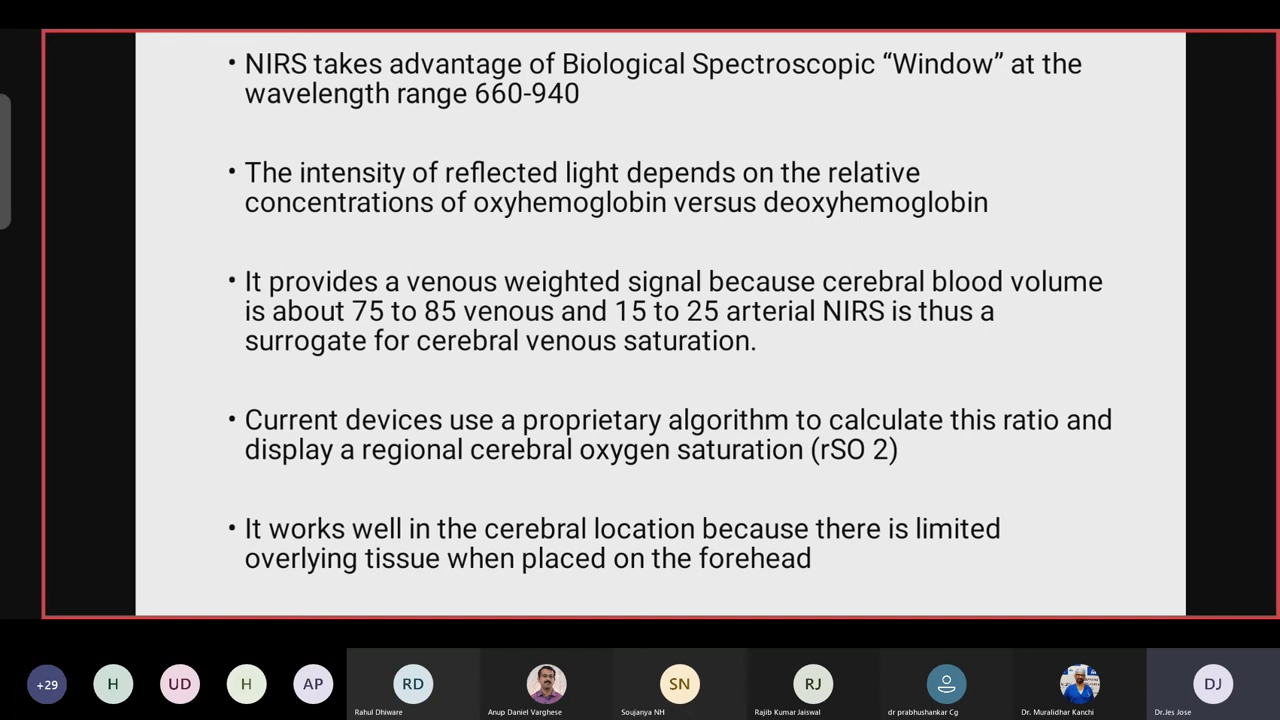 • NIRS takes advantage of Biological Spectroscopic “Window” at the
wavelength range 660-940
• The intensity of reflected light depends on the relative
concentrations of oxyhemoglobin versus deoxyhemoglobin
• It provides a venous weighted signal because cerebral blood volume
is about 75 to 85 venous and 15 to 25 arterial NIRS is thus a
surrogate for cerebral venous saturation.
• Current devices use a proprietary algorithm to calculate this ratio and
display a regional cerebral oxygen saturation (rSO 2)
• It works well in the cerebral location because there is limited
overlying tissue when placed on the forehead
+29 H UD H AP RD SN RJ DJ
Rahul Dhiware Anup Daniel Varghese Soujanya NH Rajib Kumar Jaiswal dr prabhushankar Cg Dr. Muralidhar Kanchi Dr.Jes Jose